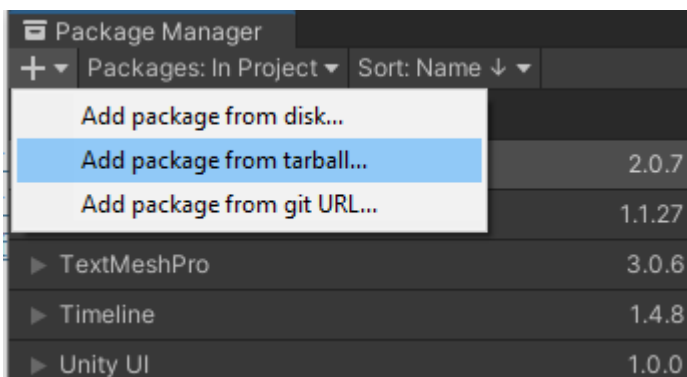 Package Manager
+ Packages: In Project Sort: Name ↓
Add package from disk...
Add package from tarball... 2.0.7
Add package from git URL... 1.1.27
TextMeshPro 3.0.6
Timeline 1.4.8
Unity UI 1.0.0